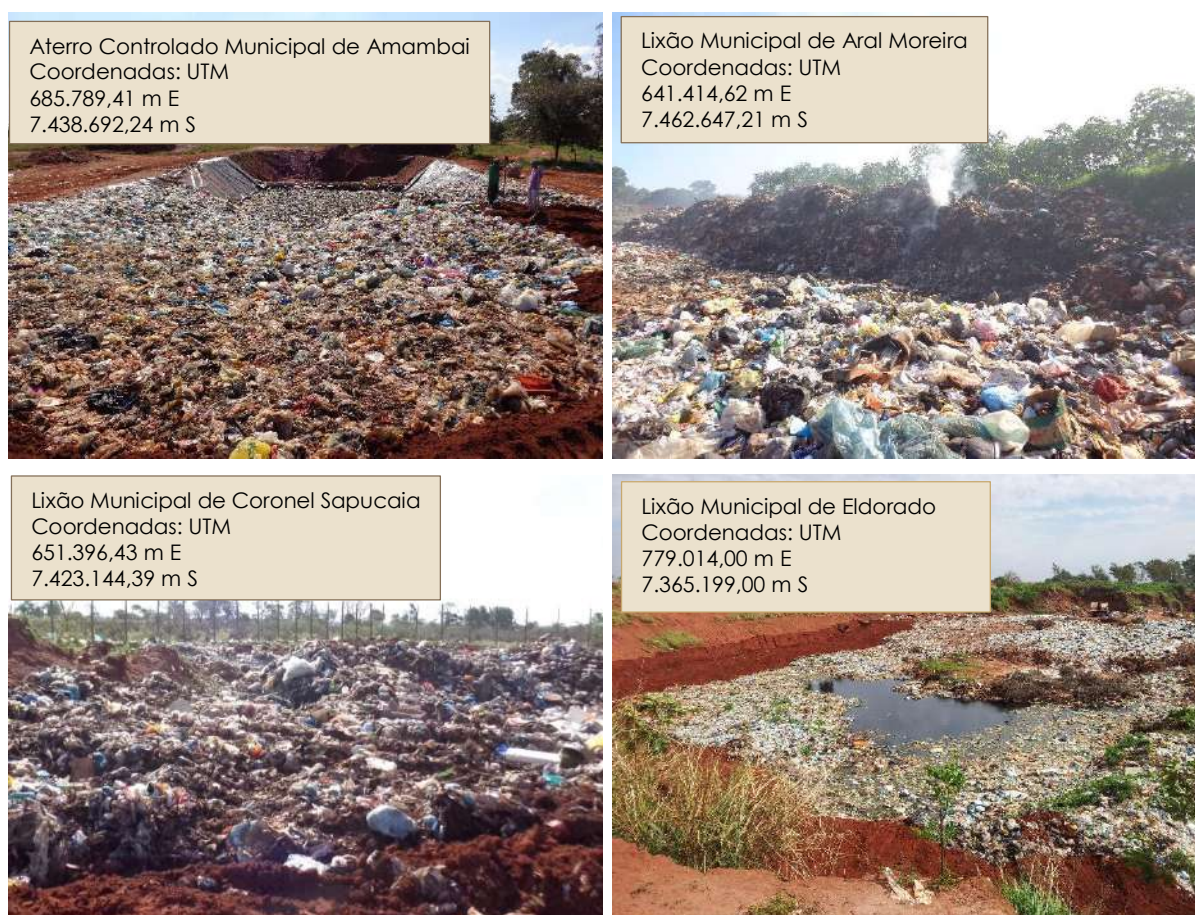 Aterro Controlado Municipal de Amambai
Coordenadas: UTM
685.789,41 m E
7.438.692,24 m S
Lixão Municipal de Aral Moreira
Coordenadas: UTM
641.414,62 m E
7.462.647,21 m S
Lixão Municipal de Coronel Sapucaia
Coordenadas: UTM
651.396,43 m E
7.423.144,39 m S
Lixão Municipal de Eldorado
Coordenadas: UTM
779.014,00 m E
7.365.199,00 m S